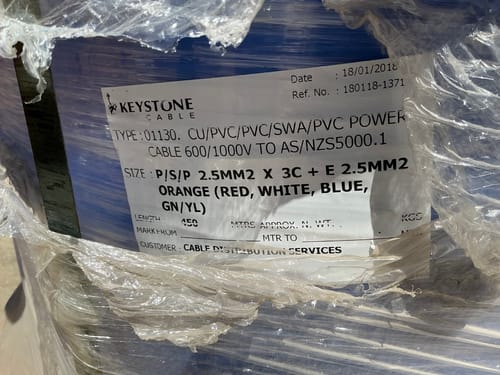 Date : 18/01/2018
KEYSTONE
CABLE
Ref. No. : 180118-1371
TYPE :01130. CU/PVC/PVC/SWA/PVC POWER
CABLE 600/1000V TO AS/NZS5000.1
SIZE : P/S/P 2.5MM2 X 3C + E 2.5MM2
ORANGE (RED, WHITE, BLUE,
GN/YL)
LENGTH 450 MTRS APPROX. N. WT. KGS
MARK FROM MTR TO
CUSTOMER : CABLE DISTRIBUTION SERVICES